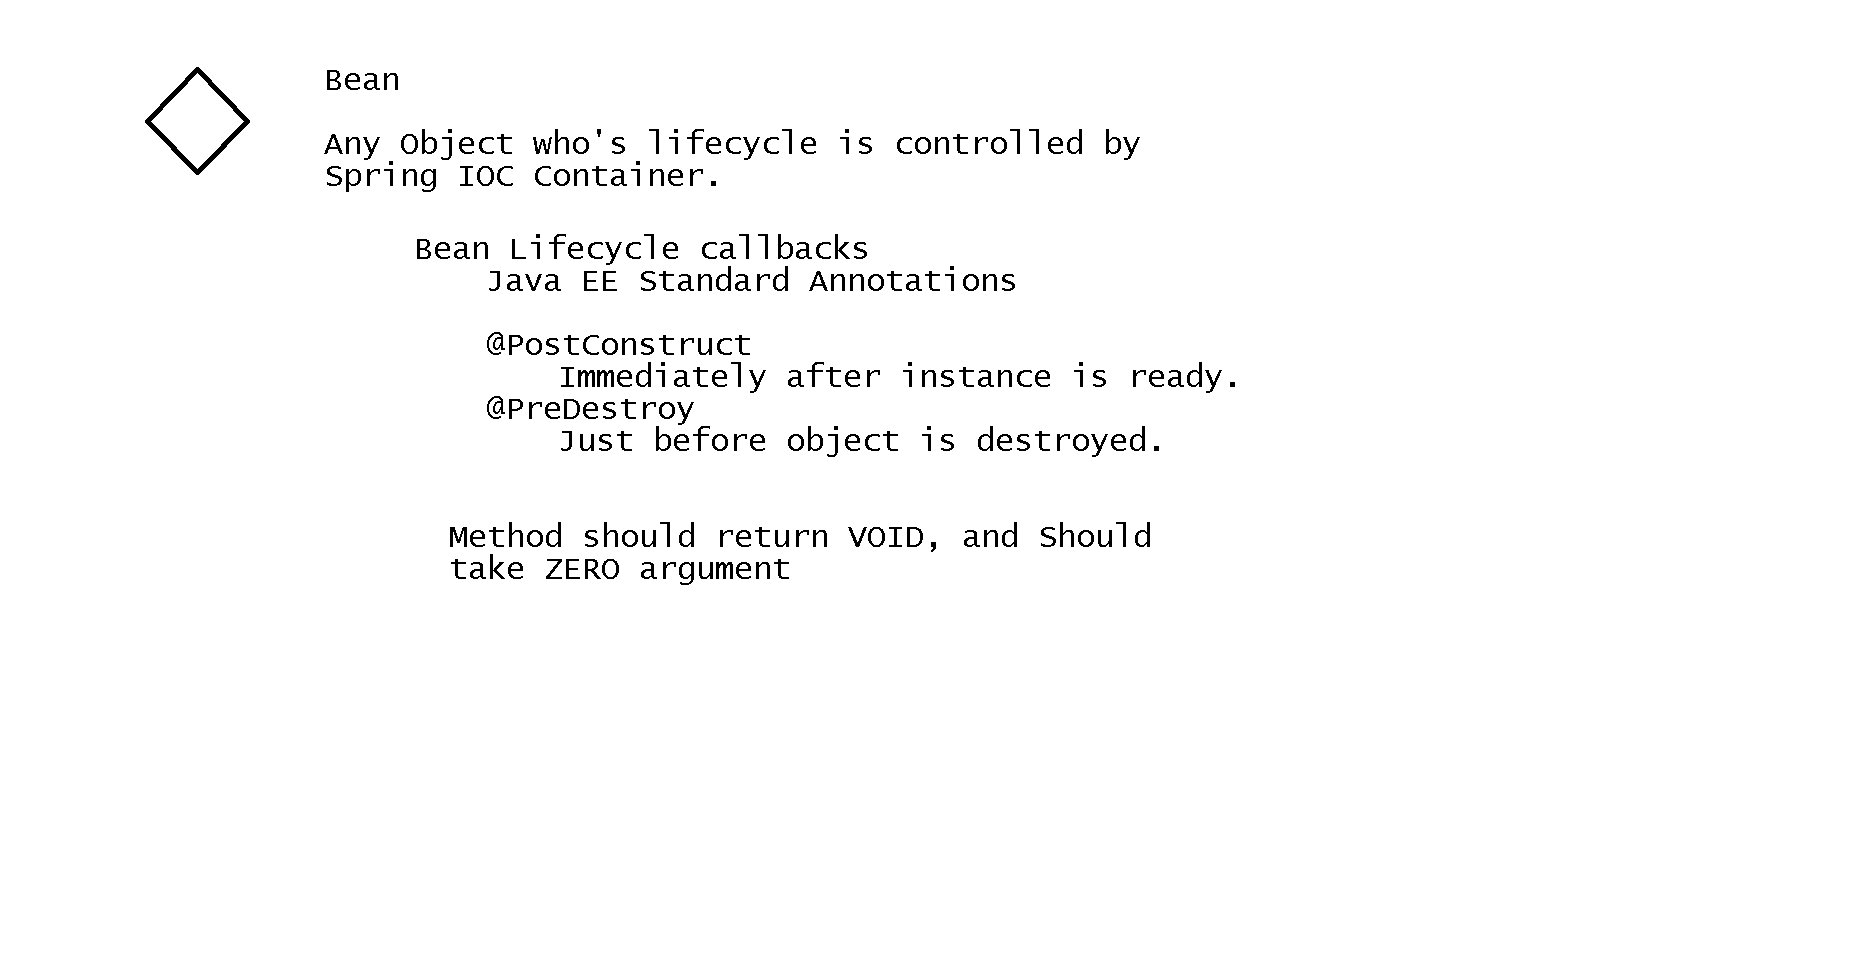 Bean
Any Object who's lifecycle is controlled by
Spring IOC Container.
Bean Lifecycle callbacks
Java EE Standard Annotations
@PostConstruct
Immediately after instance is ready.
@PreDestroy
Just before object is destroyed.
Method should return VOID, and Should
take ZERO argument